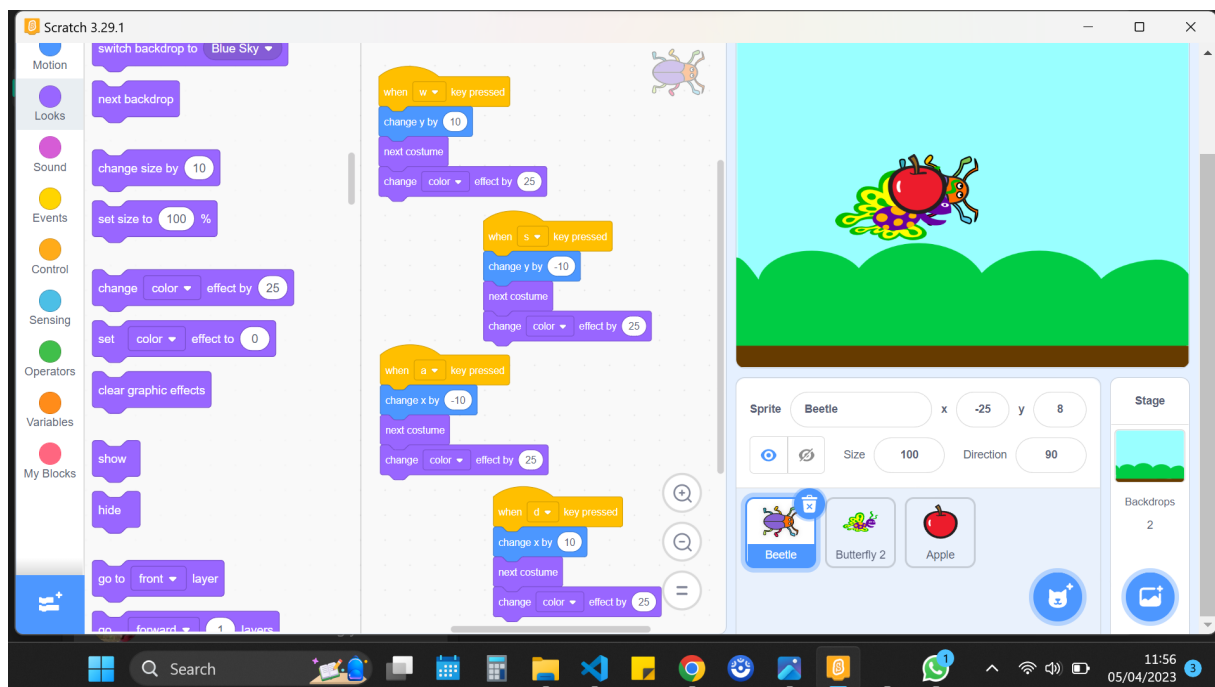 Scratch 3.29.1
Motion
Looks
Sound
Events
Control
Sensing
Operators
Variables
My Blocks
switch backdrop to Blue Sky
next backdrop
change size by 10
set size to 100 %
change color effect by 25
set color effect to 0
clear graphic effects
show
hide
go to front layer
go forward 1 layers
when w key pressed
change y by 10
next costume
change color effect by 25
when s key pressed
change y by -10
next costume
change color effect by 25
when a key pressed
change x by -10
next costume
change color effect by 25
when d key pressed
change x by 10
next costume
change color effect by 25
Sprite Beetle x -25 y 8
Size 100 Direction 90
Beetle
Butterfly 2
Apple
Stage
Backdrops
2
Search
1
11:56
05/04/2023
3